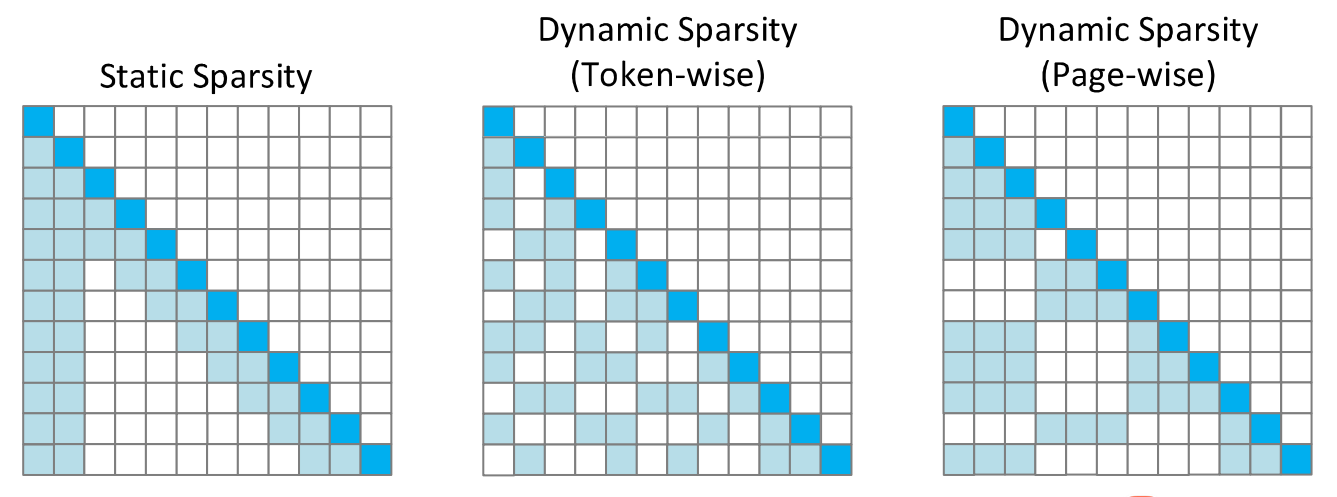 Static Sparsity
Dynamic Sparsity
(Token-wise)
Dynamic Sparsity
(Page-wise)